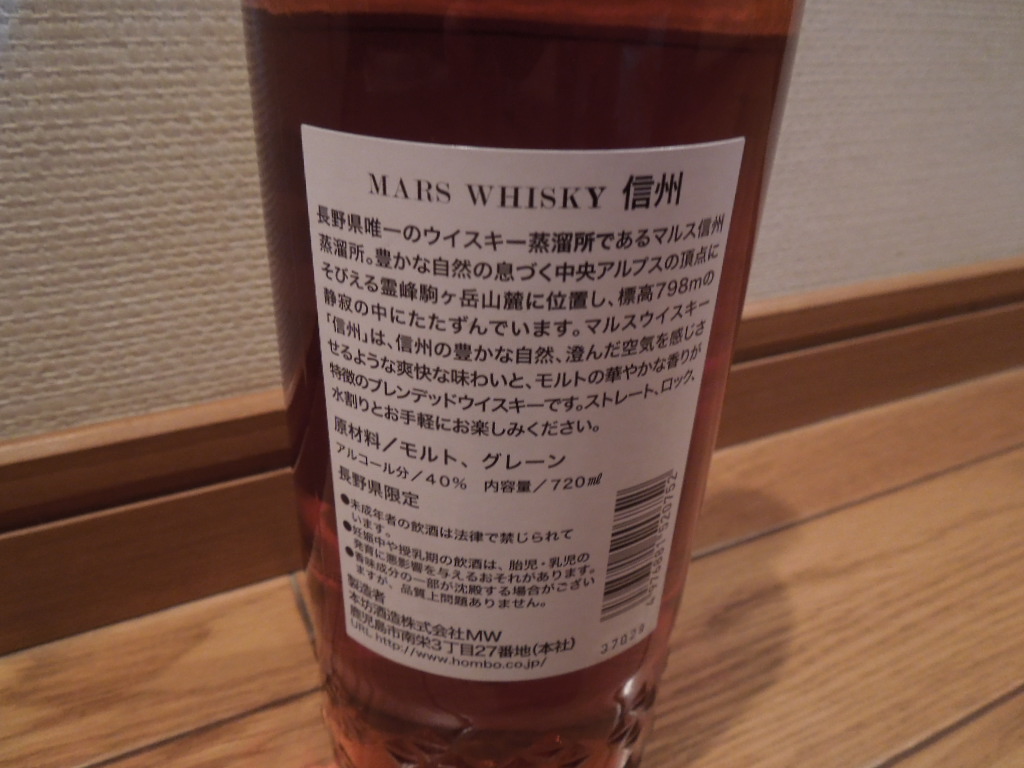 MARS WHISKY 信州
長野県唯一のウイスキー蒸溜所であるマルス信州
蒸溜所。豊かな自然の息づく中央アルプスの頂点に
そびえる霊峰駒ヶ岳山麓に位置し、標高798mの
静寂の中にたたずんでいます。マルスウイスキー
「信州」は、信州の豊かな自然、澄んだ空気を感じさ
せるような爽快な味わいと、モルトの華やかな香りが
特徴のブレンデッドウイスキーです。ストレート、ロック、
水割りとお手軽にお楽しみください。
原材料/モルト、グレーン
アルコール分/40% 内容量/720㎖
長野県限定
●未成年者の飲酒は法律で禁じられて
います。
●妊娠中や授乳期の飲酒は、胎児・乳児の
発育に悪影響を与えるおそれがあります。
●香味成分の一部が沈殿する場合がござい
ますが、品質上問題ありません。
製造者
本坊酒造株式会社MW
鹿児島市南栄3丁目27番地(本社)
URL http://www.hombo.co.jp/
37029